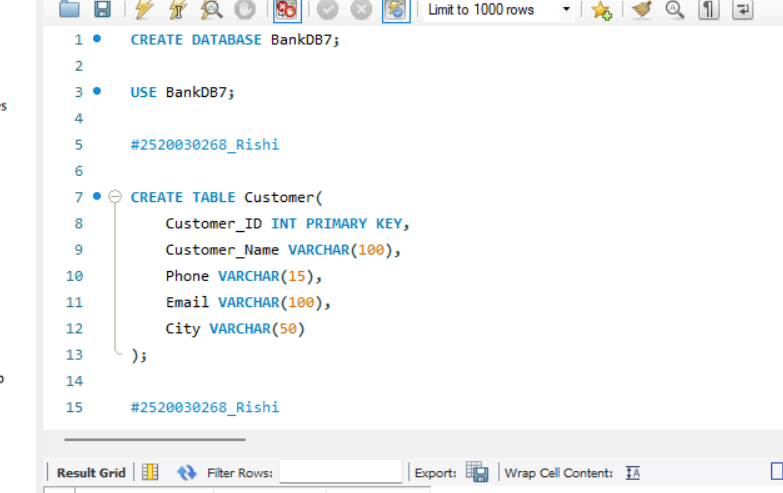 Limit to 1000 rows
1 CREATE DATABASE BankDB7;
2
3 USE BankDB7;
4
5 #2520030268_Rishi
6
7 CREATE TABLE Customer(
8 Customer_ID INT PRIMARY KEY,
9 Customer_Name VARCHAR(100),
10 Phone VARCHAR(15),
11 Email VARCHAR(100),
12 City VARCHAR(50)
13 );
14
15 #2520030268_Rishi
Result Grid Filter Rows: Export: Wrap Cell Content: